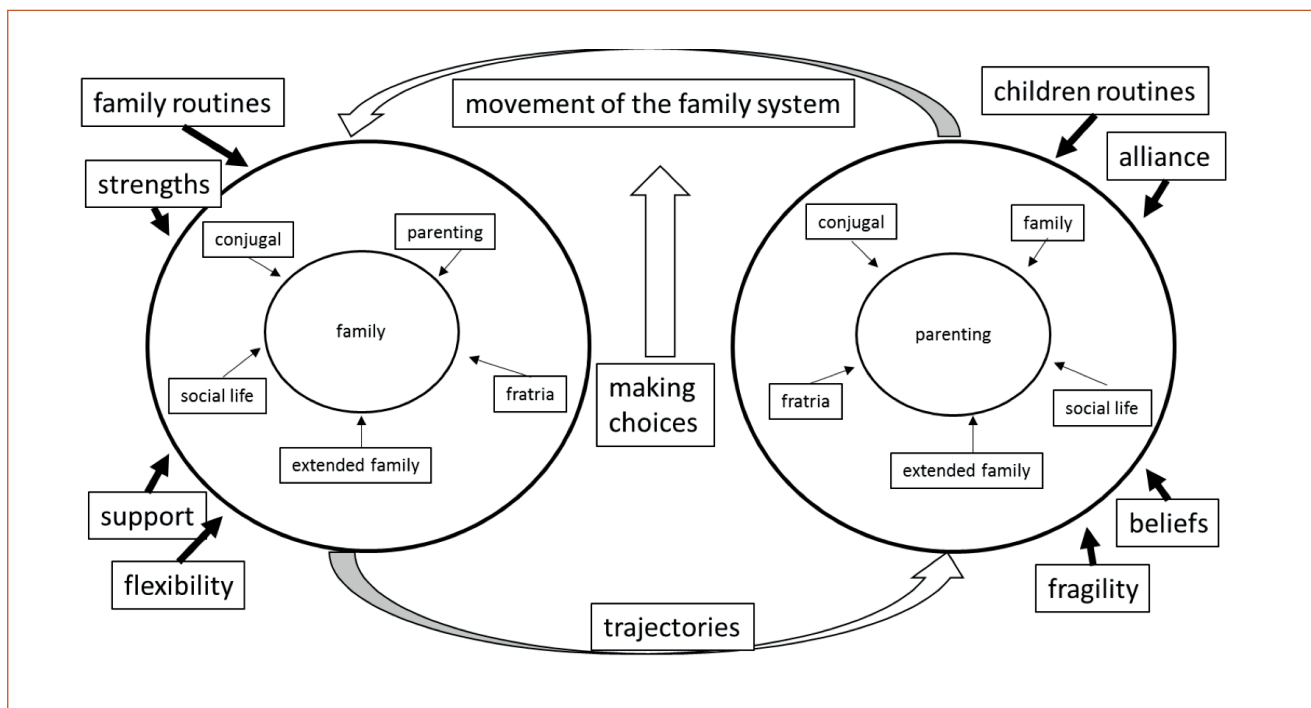 family routines
movement of the family system
children routines
strengths
alliance
conjugal
parenting
conjugal
family
family
parenting
social life
fratria
making
choices
fratria
social life
extended family
extended family
support
beliefs
flexibility
fragility
trajectories